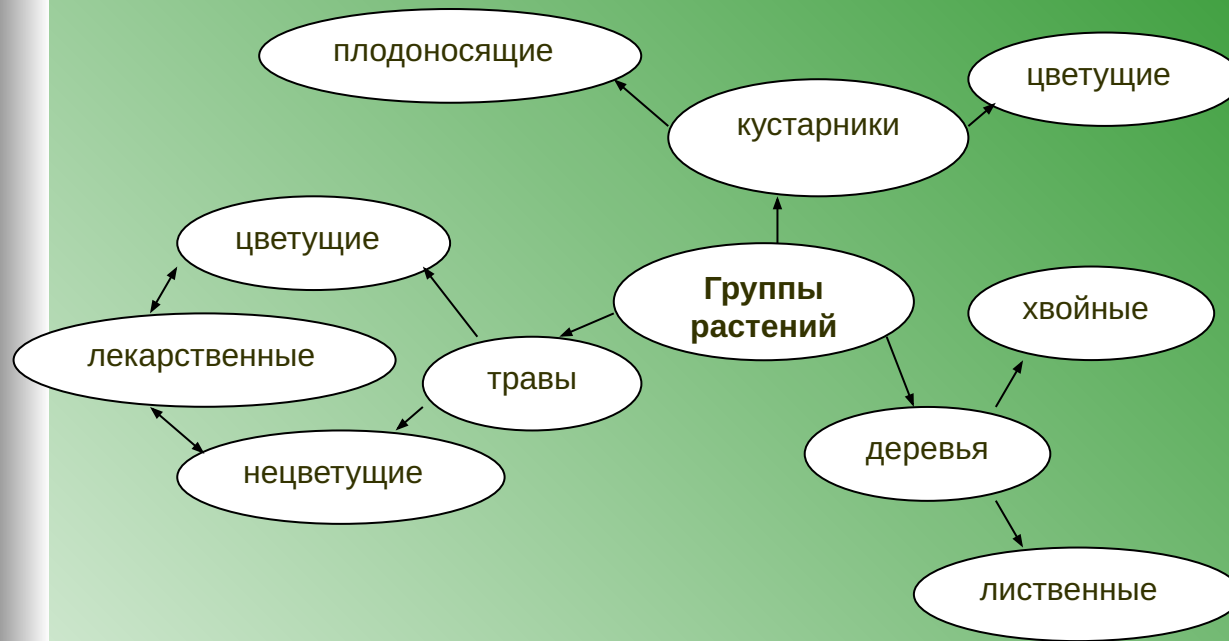 плодоносящие
цветущие
кустарники
цветущие
Группы
растений
хвойные
лекарственные
травы
деревья
нецветущие
лиственные